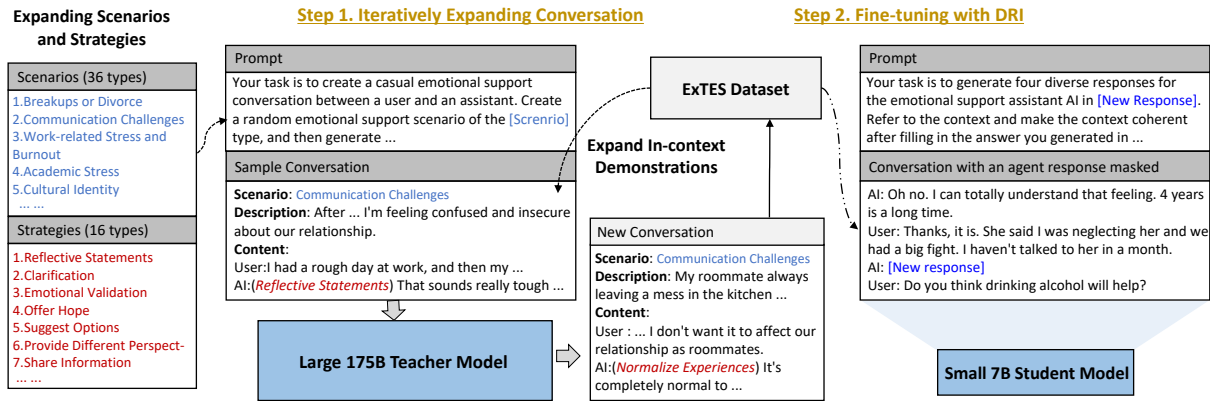 Expanding Scenarios
and Strategies
Scenarios (36 types)
1.Breakups or Divorce
2.Communication Challenges
3.Work-related Stress and
Burnout
4.Academic Stress
5.Cultural Identity
... ...
Strategies (16 types)
1.Reflective Statements
2.Clarification
3.Emotional Validation
4.Offer Hope
5.Suggest Options
6.Provide Different Perspect-
7.Share Information
... ...
Step 1. Iteratively Expanding Conversation
Prompt
Your task is to create a casual emotional support
conversation between a user and an assistant. Create
a random emotional support scenario of the [Screnrio]
type, and then generate ...
Sample Conversation
Scenario: Communication Challenges
Description: After ... I'm feeling confused and insecure
about our relationship.
Content:
User:I had a rough day at work, and then my ...
AI:(Reflective Statements) That sounds really tough ...
Large 175B Teacher Model
ExTES Dataset
Expand In-context
Demonstrations
New Conversation
Scenario: Communication Challenges
Description: My roommate always
leaving a mess in the kitchen ...
Content:
User : ... I don't want it to affect our
relationship as roommates.
AI:(Normalize Experiences) It's
completely normal to ...
Step 2. Fine-tuning with DRI
Prompt
Your task is to generate four diverse responses for
the emotional support assistant AI in [New Response].
Refer to the context and make the context coherent
after filling in the answer you generated in ...
Conversation with an agent response masked
AI: Oh no. I can totally understand that feeling. 4 years
is a long time.
User: Thanks, it is. She said I was neglecting her and we
had a big fight. I haven't talked to her in a month.
AI: [New response]
User: Do you think drinking alcohol will help?
Small 7B Student Model